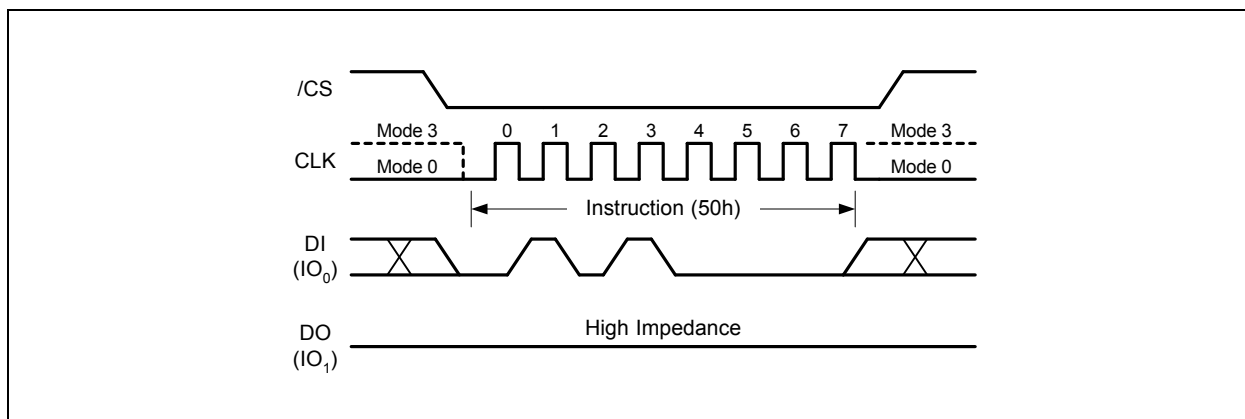 /CS
Mode 3 0 1 2 3 4 5 6 7 Mode 3
CLK
Mode 0 Mode 0
Instruction (50h)
DI
(IO0)
High Impedance
DO
(IO1)